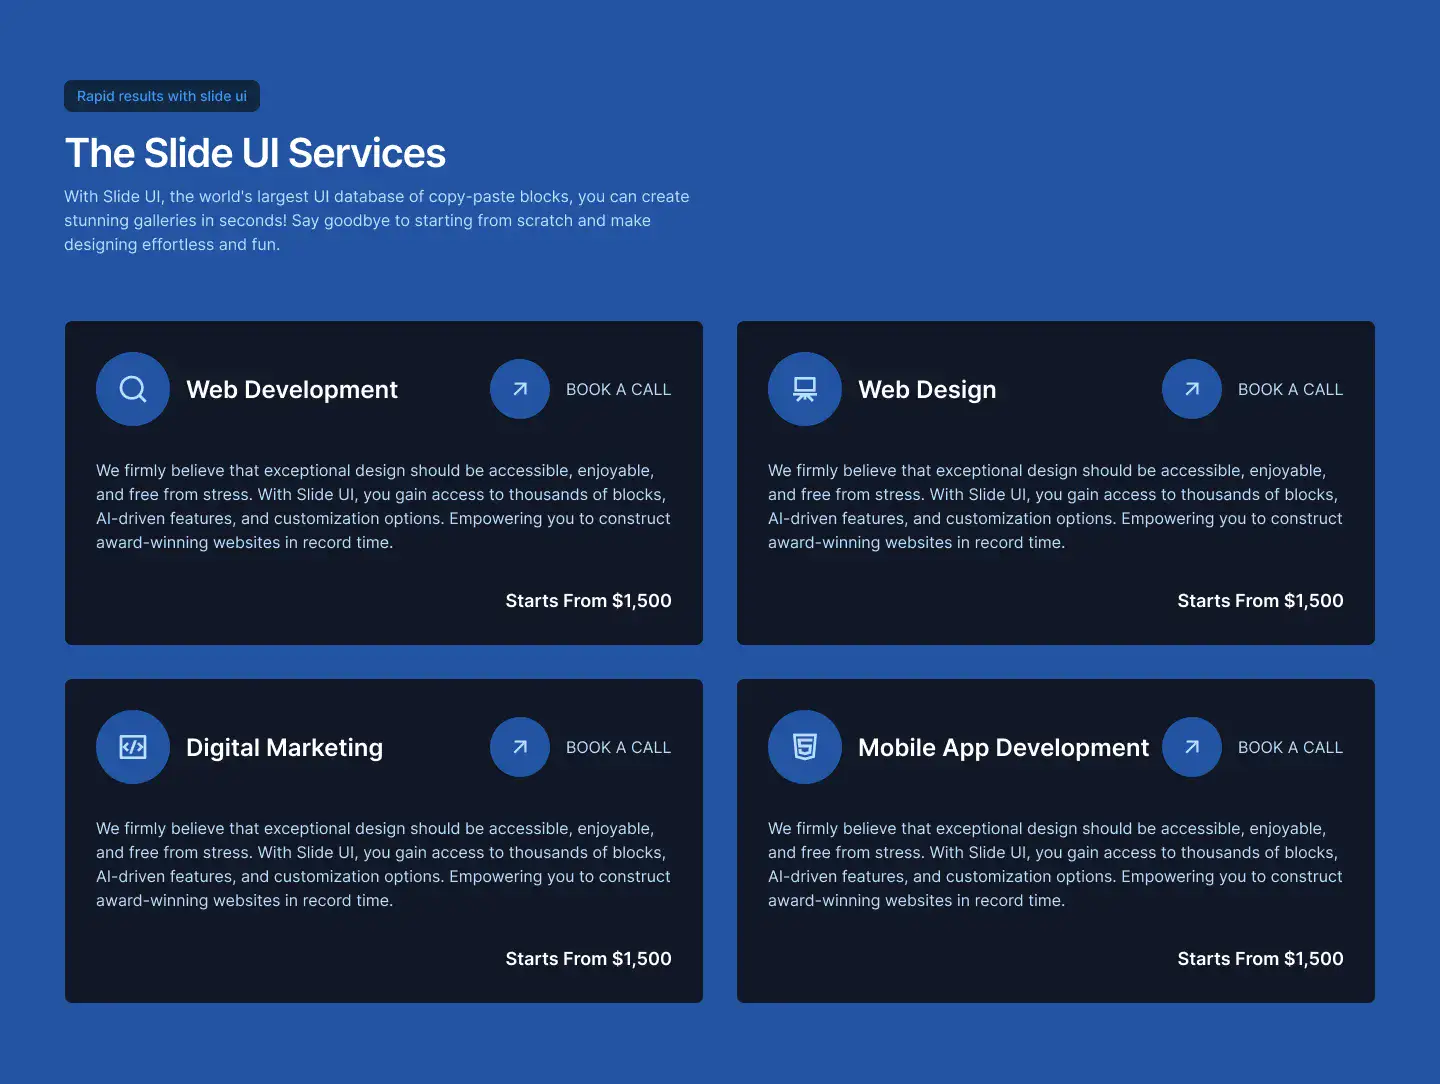 Rapid results with slide ui
The Slide UI Services
With Slide UI, the world's largest UI database of copy-paste blocks, you can create
stunning galleries in seconds! Say goodbye to starting from scratch and make
designing effortless and fun.
Web Development
BOOK A CALL
We firmly believe that exceptional design should be accessible, enjoyable,
and free from stress. With Slide UI, you gain access to thousands of blocks,
AI-driven features, and customization options. Empowering you to construct
award-winning websites in record time.
Starts From $1,500
Web Design
BOOK A CALL
We firmly believe that exceptional design should be accessible, enjoyable,
and free from stress. With Slide UI, you gain access to thousands of blocks,
AI-driven features, and customization options. Empowering you to construct
award-winning websites in record time.
Starts From $1,500
Digital Marketing
BOOK A CALL
We firmly believe that exceptional design should be accessible, enjoyable,
and free from stress. With Slide UI, you gain access to thousands of blocks,
AI-driven features, and customization options. Empowering you to construct
award-winning websites in record time.
Starts From $1,500
Mobile App Development
BOOK A CALL
We firmly believe that exceptional design should be accessible, enjoyable,
and free from stress. With Slide UI, you gain access to thousands of blocks,
AI-driven features, and customization options. Empowering you to construct
award-winning websites in record time.
Starts From $1,500